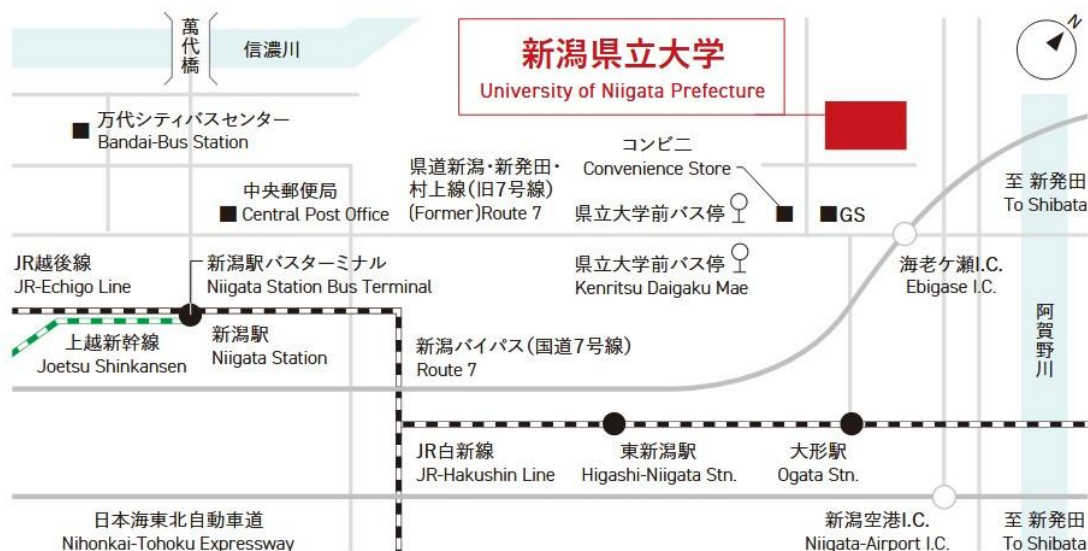 萬代橋
信濃川
新潟県立大学
University of Niigata Prefecture
N
万代シティバスセンター
Bandai-Bus Station
コンビニ
Convenience Store
県道新潟・新発田・
村上線(旧7号線)
(Former)Route 7
中央郵便局
Central Post Office
県立大学前バス停
GS
至 新発田
To Shibata
JR越後線
JR-Echigo Line
新潟駅バスターミナル
Niigata Station Bus Terminal
県立大学前バス停
Kenritsu Daigaku Mae
海老ケ瀬I.C.
Ebigase I.C.
上越新幹線
Joetsu Shinkansen
新潟駅
Niigata Station
新潟バイパス(国道7号線)
Route 7
阿賀野川
JR白新線
JR-Hakushin Line
東新潟駅
Higashi-Niigata Stn.
大形駅
Ogata Stn.
日本海東北自動車道
Nihonkai-Tohoku Expressway
新潟空港I.C.
Niigata-Airport I.C.
至 新発田
To Shibata